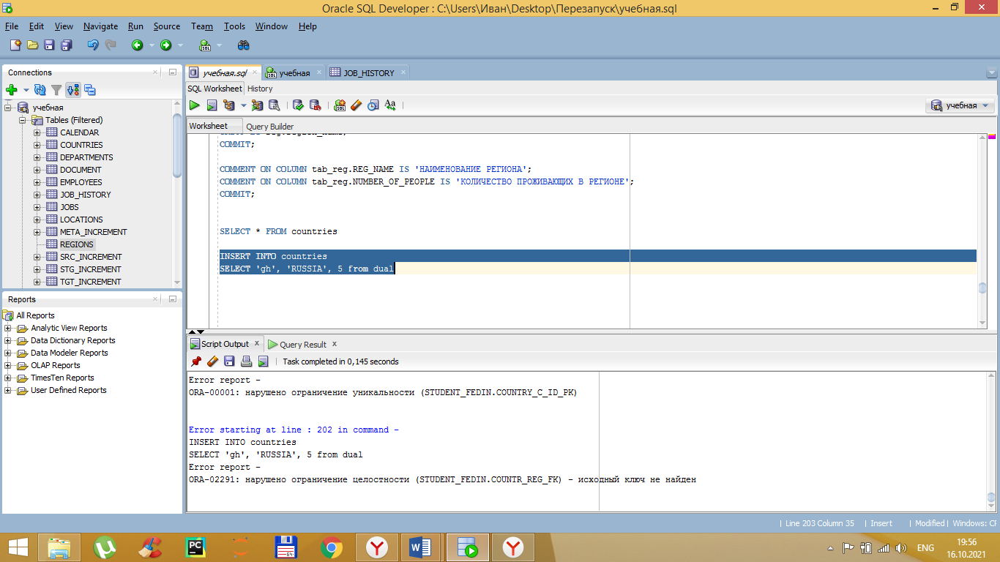 Oracle SQL Developer : C:\Users\Иван\Desktop\Перезапуск\учебная.sql
File Edit View Navigate Run Source Team Tools Window Help
Connections
учебная
Tables (Filtered)
CALENDAR
COUNTRIES
DEPARTMENTS
DOCUMENT
EMPLOYEES
JOB_HISTORY
JOBS
LOCATIONS
META_INCREMENT
REGIONS
SRC_INCREMENT
STG_INCREMENT
TGT_INCREMENT
Reports
All Reports
Analytic View Reports
Data Dictionary Reports
Data Modeler Reports
OLAP Reports
TimesTen Reports
User Defined Reports
учебная.sql учебная JOB_HISTORY
SQL Worksheet History
учебная
Worksheet Query Builder
COMMIT;
COMMENT ON COLUMN tab_reg.REG_NAME IS 'НАИМЕНОВАНИЕ РЕГИОНА';
COMMENT ON COLUMN tab_reg.NUMBER_OF_PEOPLE IS 'КОЛИЧЕСТВО ПРОЖИВАЮЩИХ В РЕГИОНЕ';
COMMIT;
SELECT * FROM countries
INSERT INTO countries
SELECT 'gh', 'RUSSIA', 5 from dual
Script Output x Query Result x
Task completed in 0,145 seconds
Error report -
ORA-00001: нарушено ограничение уникальности (STUDENT_FEDIN.COUNTRY_C_ID_PK)
Error starting at line : 202 in command -
INSERT INTO countries
SELECT 'gh', 'RUSSIA', 5 from dual
Error report -
ORA-02291: нарушено ограничение целостности (STUDENT_FEDIN.COUNTR_REG_FK) - исходный ключ не найден
Line 203 Column 35 Insert Modified Windows: CF
ENG
19:56
16.10.2021